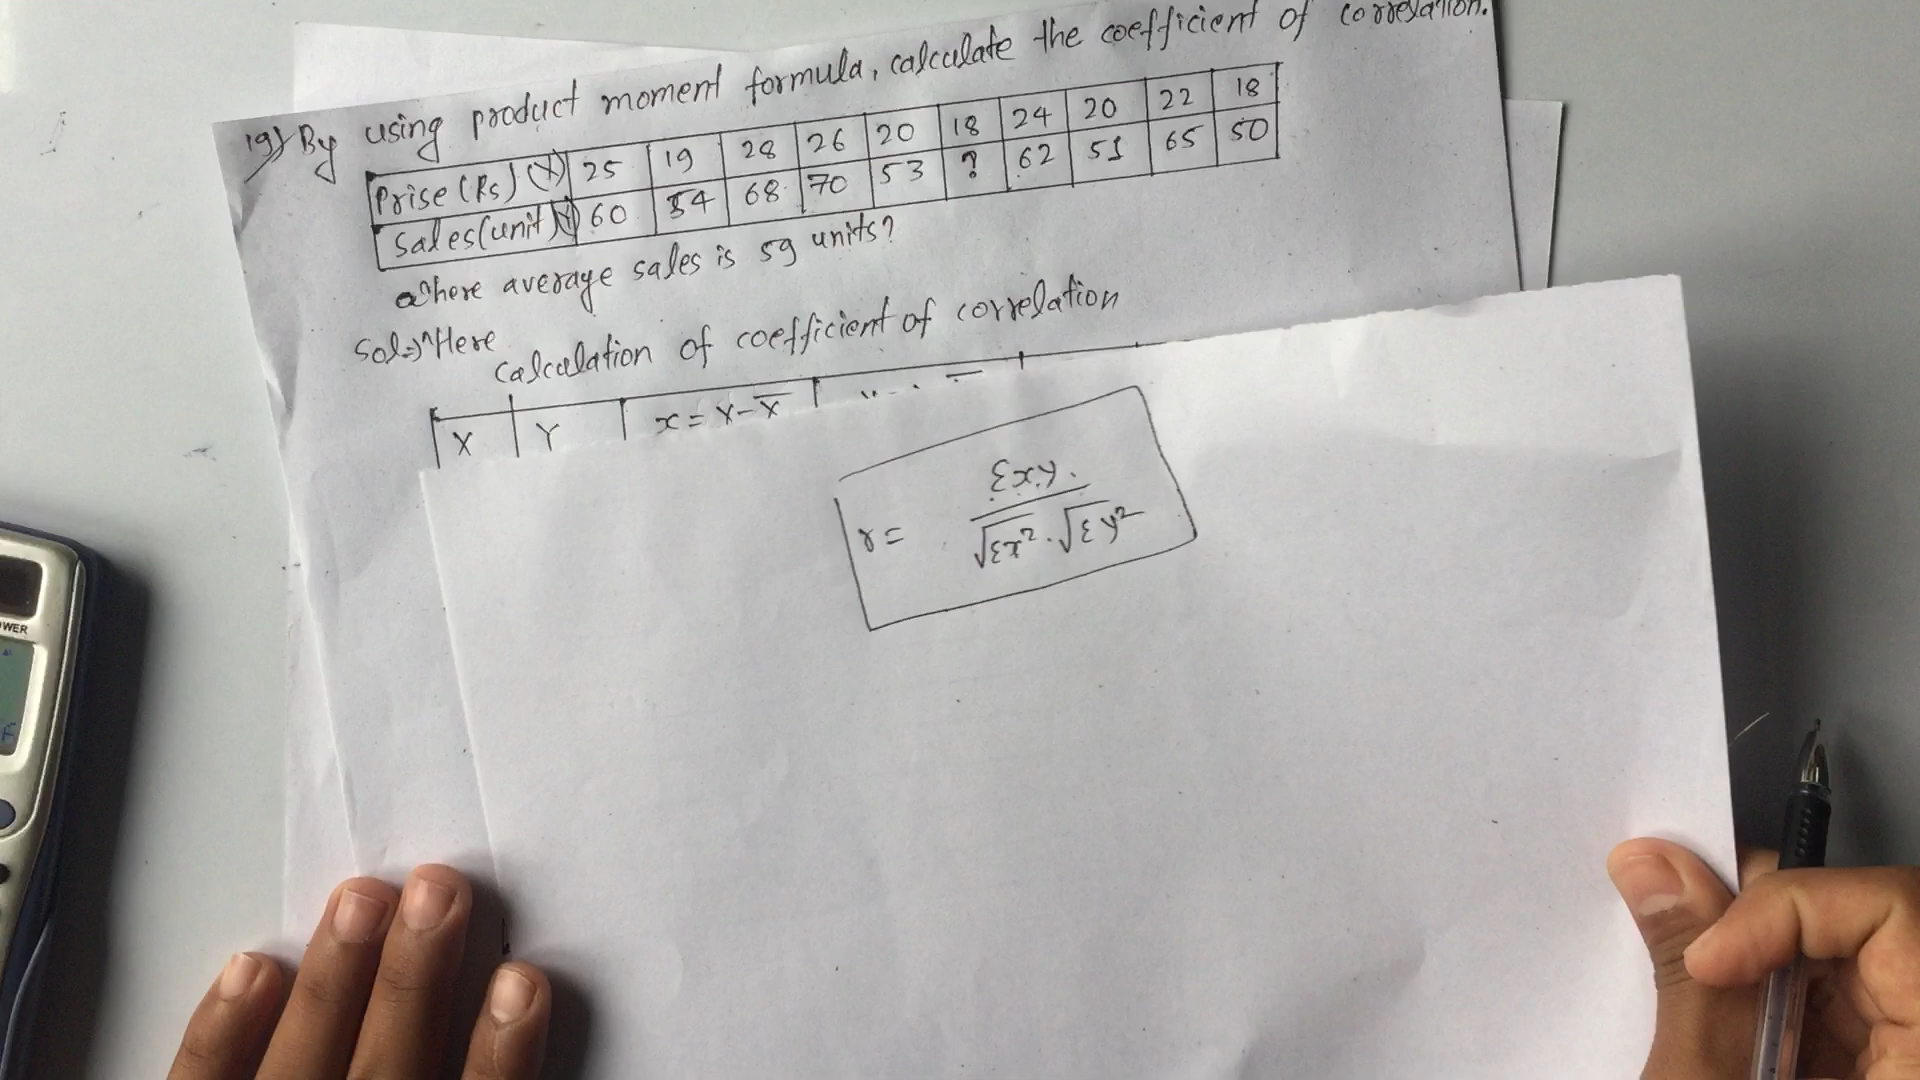 19) By using product moment formula, calculate the coefficient of correlation.
Prise (Rs) (X) 25 19 28 26 20 18 24 20 22 18
Sales (unit) (Y) 60 54 68 70 53 ? 62 51 65 50
Where average sales is 59 units?
Sol⇒ⁿ Here
Calculation of coefficient of correlation
X Y x = X - X̄
r = Σxy / √Σx² . √Σy²
OWER